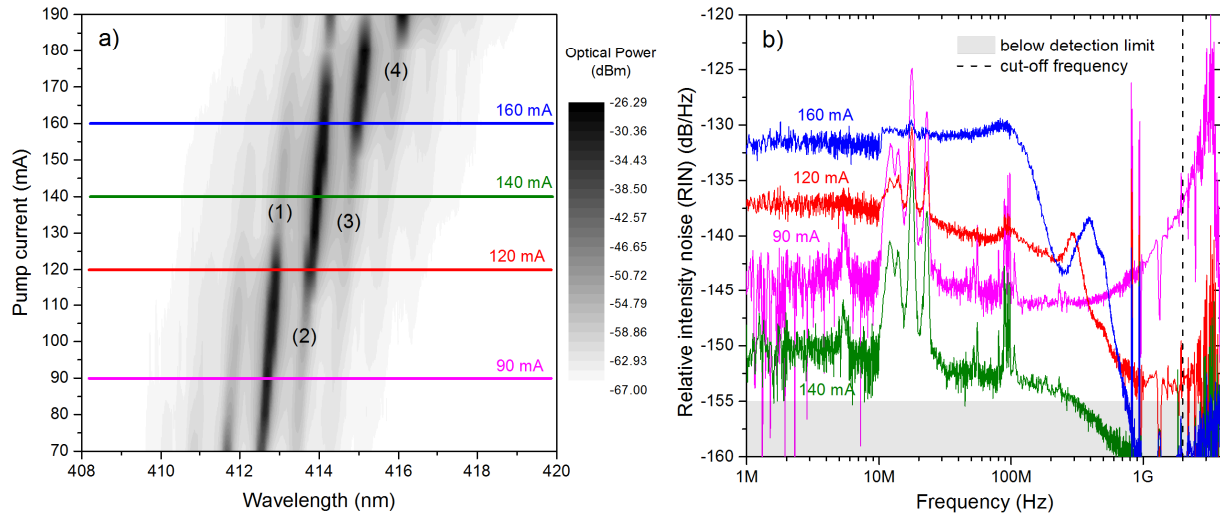 a)
Pump current (mA)
190
180
170
160
150
140
130
120
110
100
90
80
70
160 mA
140 mA
120 mA
90 mA
(1)
(2)
(3)
(4)
408 410 412 414 416 418 420
Wavelength (nm)
Optical Power
(dBm)
-26.29
-30.36
-34.43
-38.50
-42.57
-46.65
-50.72
-54.79
-58.86
-62.93
-67.00
b)
Relative intensity noise (RIN) (dB/Hz)
-120
-125
-130
-135
-140
-145
-150
-155
-160
below detection limit
cut-off frequency
160 mA
120 mA
90 mA
140 mA
1M 10M 100M 1G
Frequency (Hz)